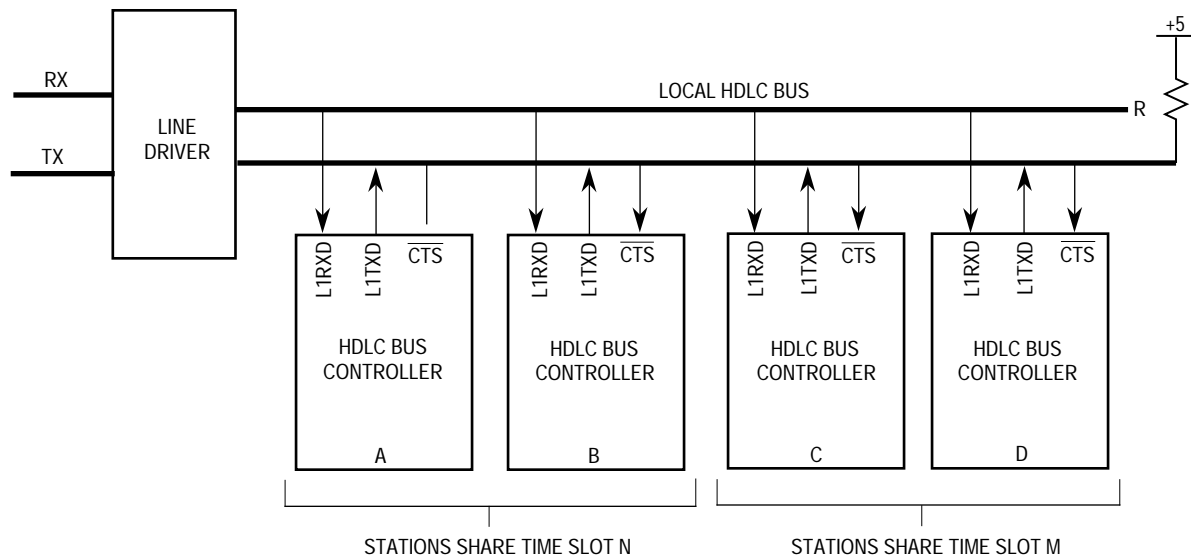 +5
RX
LOCAL HDLC BUS
R
LINE
DRIVER
TX
L1RXD
L1TXD
CTS
L1RXD
L1TXD
CTS
L1RXD
L1TXD
CTS
L1RXD
L1TXD
CTS
HDLC BUS
CONTROLLER
HDLC BUS
CONTROLLER
HDLC BUS
CONTROLLER
HDLC BUS
CONTROLLER
A
B
C
D
STATIONS SHARE TIME SLOT N
STATIONS SHARE TIME SLOT M